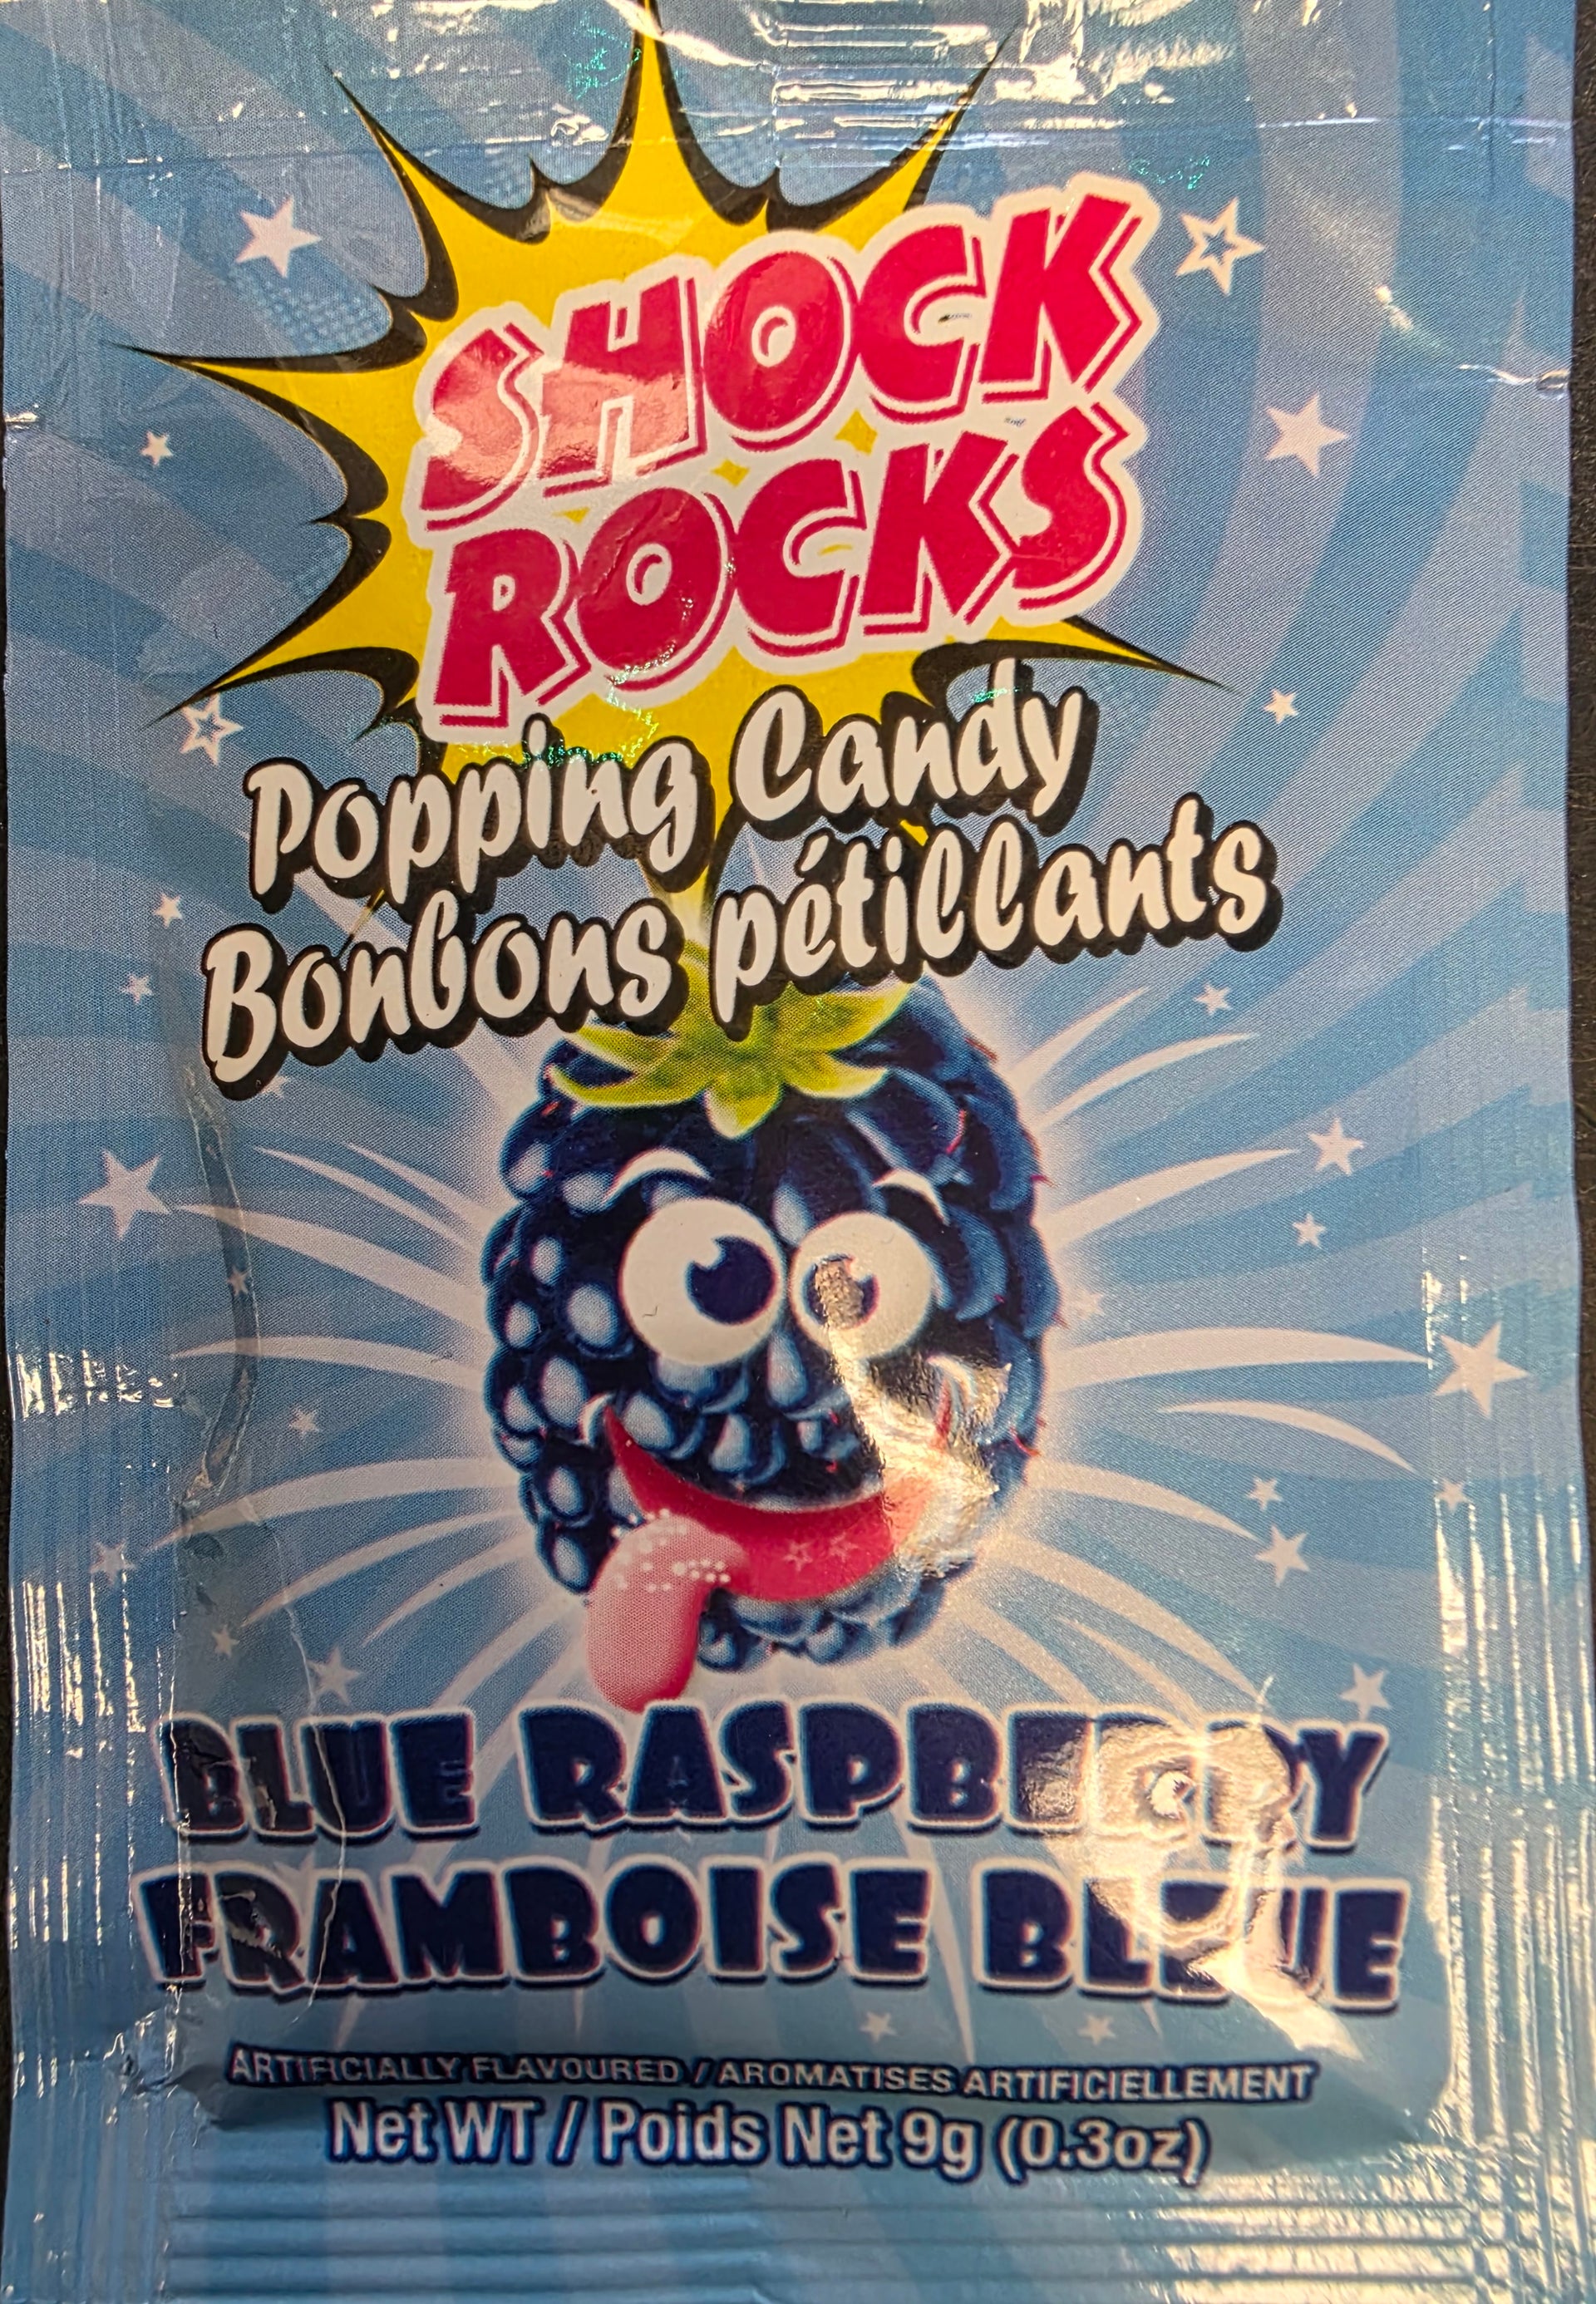 SHOCK
ROCKS
Popping Candy
Bonbons pétillants
BLUE RASPBERRY
FRAMBOISE BLEUE
ARTIFICIALLY FLAVOURED / AROMATISES ARTIFICIELLEMENT
Net WT / Poids Net 9g (0.3oz)